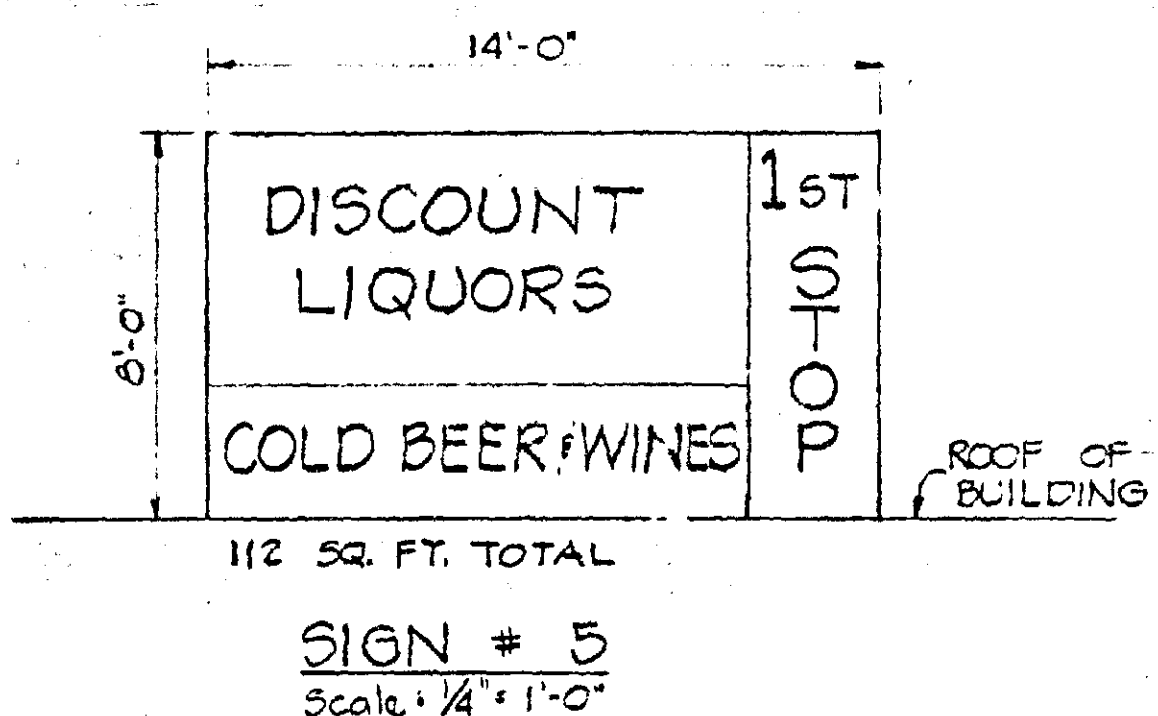 14'-0"
8'-0"
DISCOUNT
LIQUORS
COLD BEER & WINES
1ST
S
T
O
P
ROOF OF
BUILDING
112 SQ. FT. TOTAL
SIGN # 5
Scale: 1/4" = 1'-0"